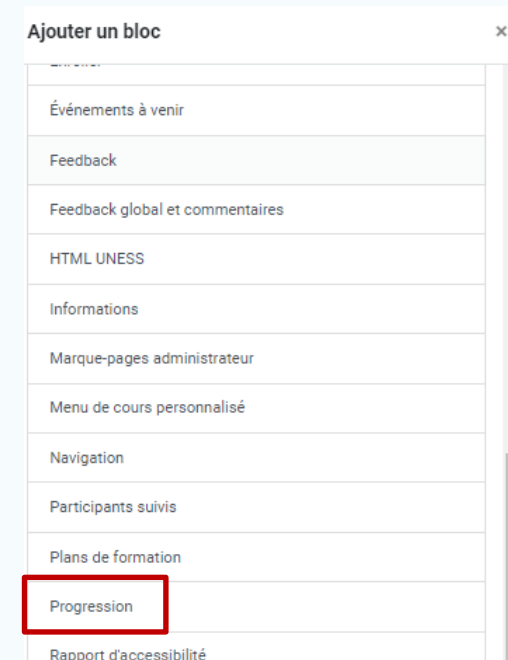 Ajouter un bloc
×
Événements à venir
Feedback
Feedback global et commentaires
HTML UNESS
Informations
Marque-pages administrateur
Menu de cours personnalisé
Navigation
Participants suivis
Plans de formation
Progression
Rapport d'accessibilité